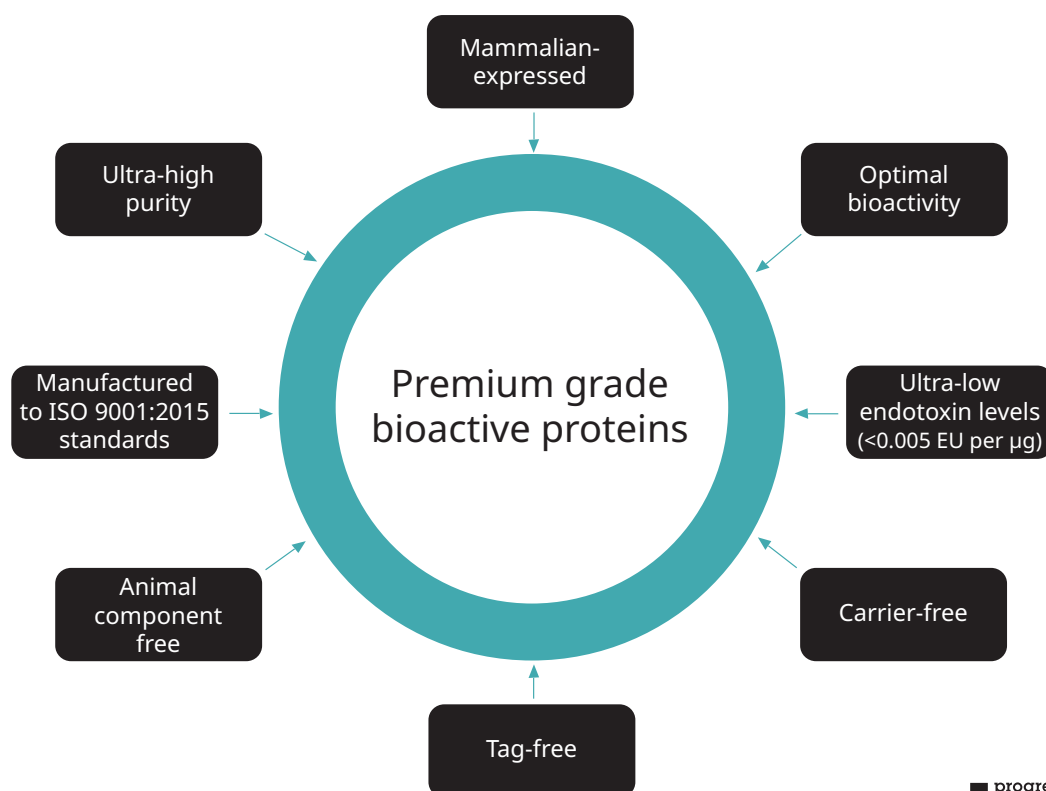 Mammalian-
expressed
Ultra-high
purity
Optimal
bioactivity
Manufactured
to ISO 9001:2015
standards
Premium grade
bioactive proteins
Ultra-low
endotoxin levels
(<0.005 EU per µg)
Animal
component
free
Carrier-free
Tag-free